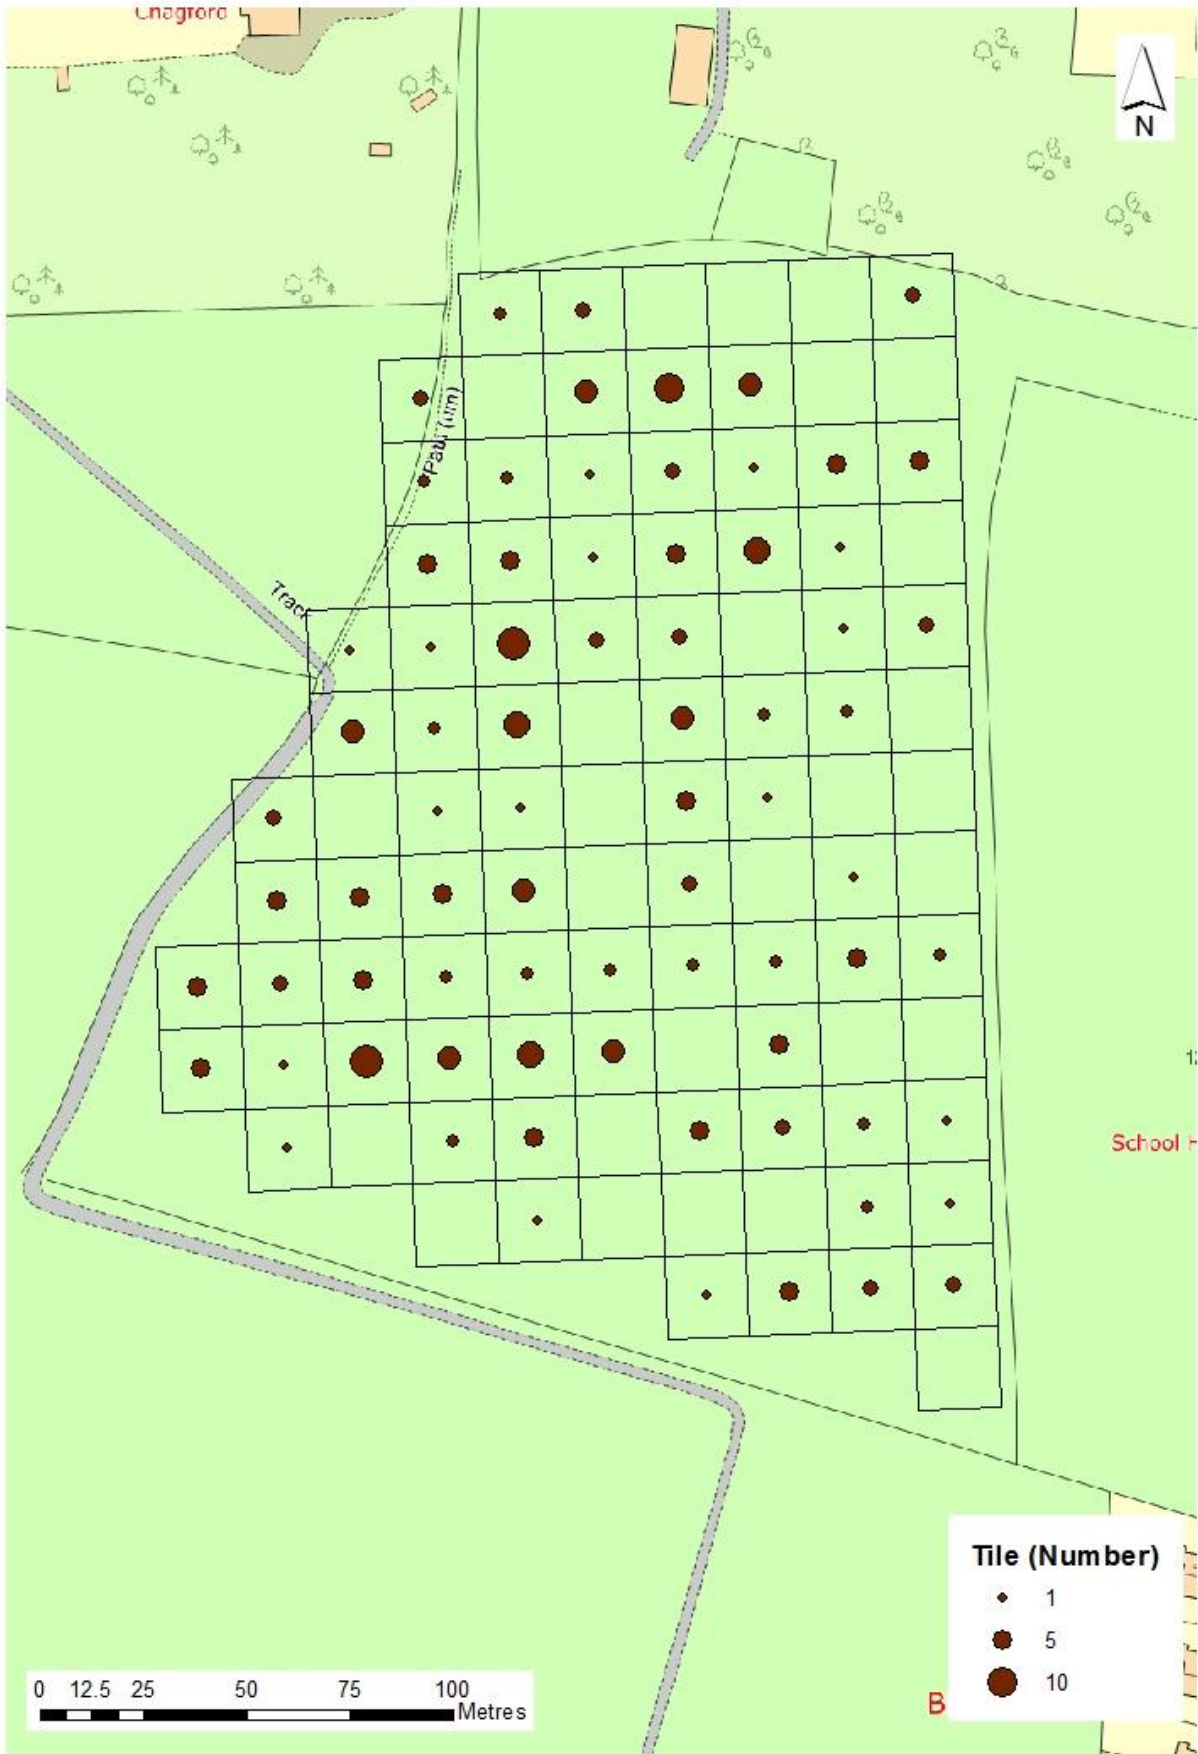 Chagford
N
Path (um)
Track
School H
Tile (Number)
1
5
10
0 12.5 25 50 75 100
Metres
B